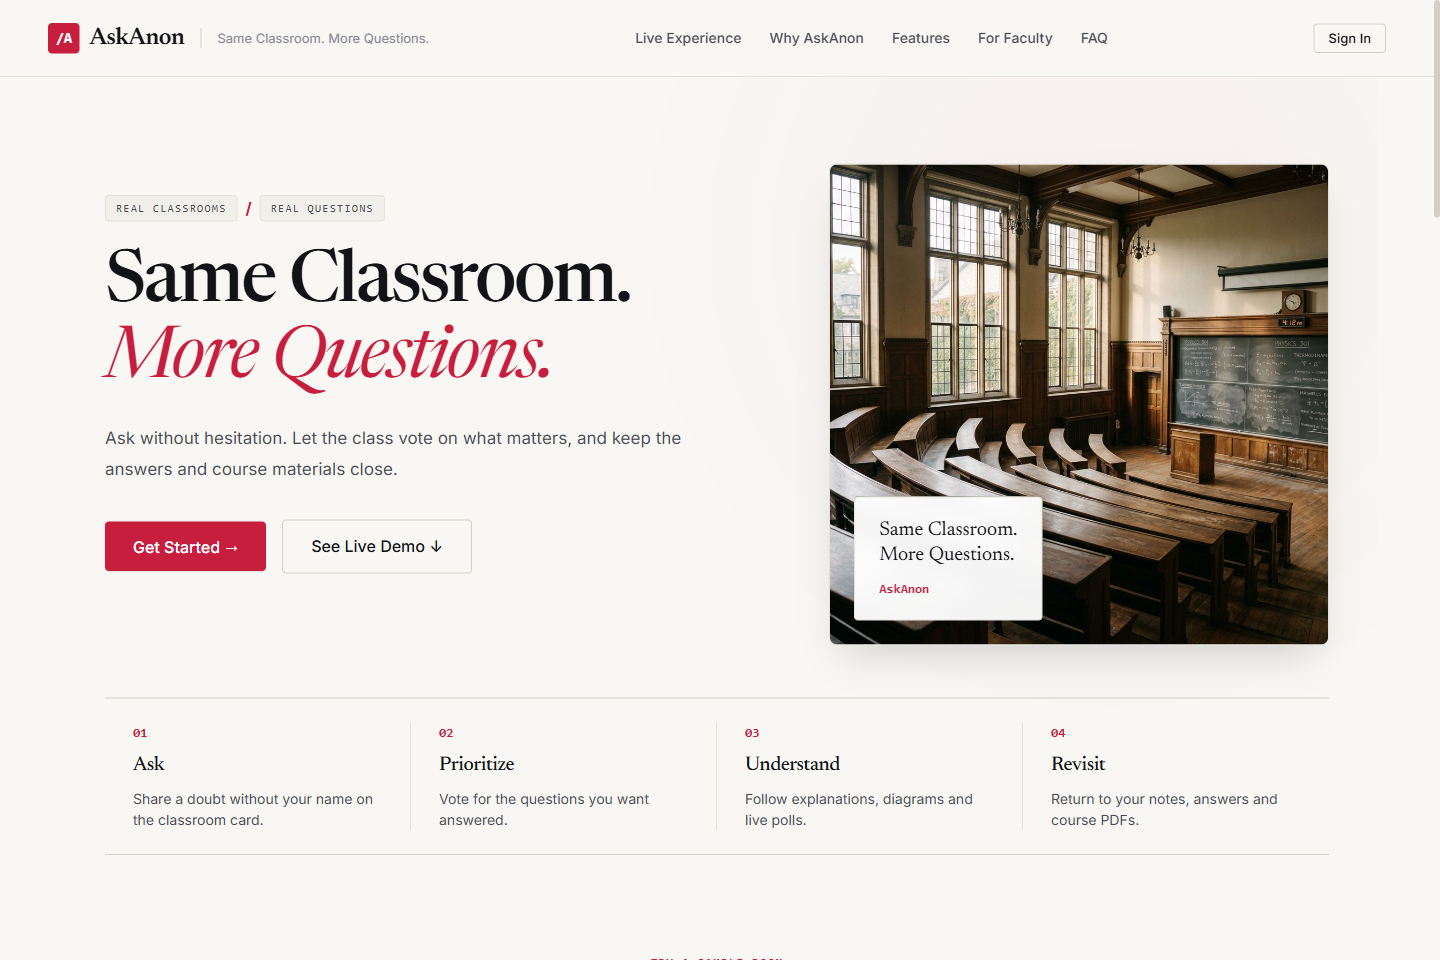 /A AskAnon Same Classroom. More Questions. Live Experience Why AskAnon Features For Faculty FAQ Sign In
REAL CLASSROOMS / REAL QUESTIONS
Same Classroom.
More Questions.
Ask without hesitation. Let the class vote on what matters, and keep the
answers and course materials close.
Get Started → See Live Demo ↓
4:12m
PHYSICS 301
Same Classroom.
More Questions.
AskAnon
01
Ask
Share a doubt without your name on
the classroom card.
02
Prioritize
Vote for the questions you want
answered.
03
Understand
Follow explanations, diagrams and
live polls.
04
Revisit
Return to your notes, answers and
course PDFs.